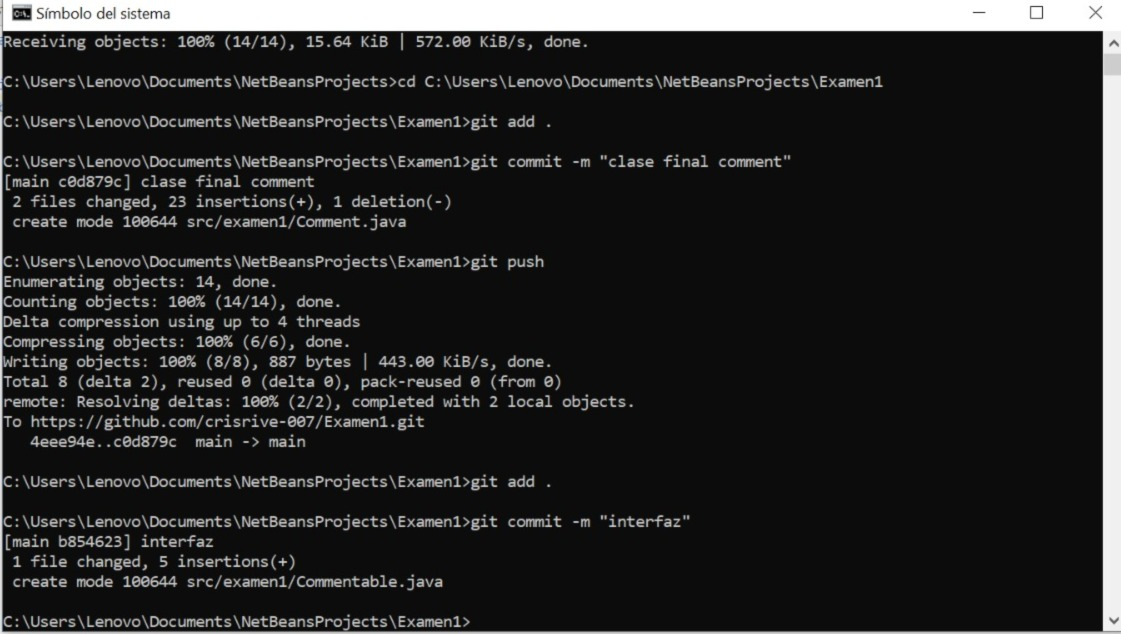 Símbolo del sistema
Receiving objects: 100% (14/14), 15.64 KiB | 572.00 KiB/s, done.
C:\Users\Lenovo\Documents\NetBeansProjects>cd C:\Users\Lenovo\Documents\NetBeansProjects\Examen1
C:\Users\Lenovo\Documents\NetBeansProjects\Examen1>git add .
C:\Users\Lenovo\Documents\NetBeansProjects\Examen1>git commit -m "clase final comment"
[main c0d879c] clase final comment
 2 files changed, 23 insertions(+), 1 deletion(-)
 create mode 100644 src/examen1/Comment.java
C:\Users\Lenovo\Documents\NetBeansProjects\Examen1>git push
Enumerating objects: 14, done.
Counting objects: 100% (14/14), done.
Delta compression using up to 4 threads
Compressing objects: 100% (6/6), done.
Writing objects: 100% (8/8), 887 bytes | 443.00 KiB/s, done.
Total 8 (delta 2), reused 0 (delta 0), pack-reused 0 (from 0)
remote: Resolving deltas: 100% (2/2), completed with 2 local objects.
To https://github.com/crisrive-007/Examen1.git
   4eee94e..c0d879c  main -> main
C:\Users\Lenovo\Documents\NetBeansProjects\Examen1>git add .
C:\Users\Lenovo\Documents\NetBeansProjects\Examen1>git commit -m "interfaz"
[main b854623] interfaz
 1 file changed, 5 insertions(+)
 create mode 100644 src/examen1/Commentable.java
C:\Users\Lenovo\Documents\NetBeansProjects\Examen1>